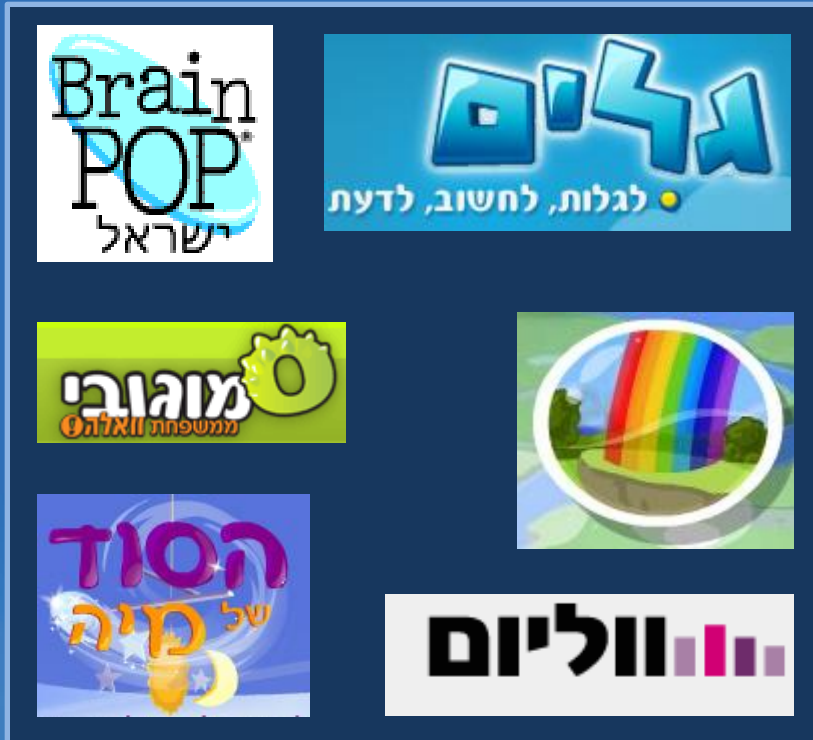 Brain
POP®
ישראל
גלים
לגלות, לחשוב, לדעת
מוגובי
ממשפחת וואלה!
הסוד
של מיה
ווליום